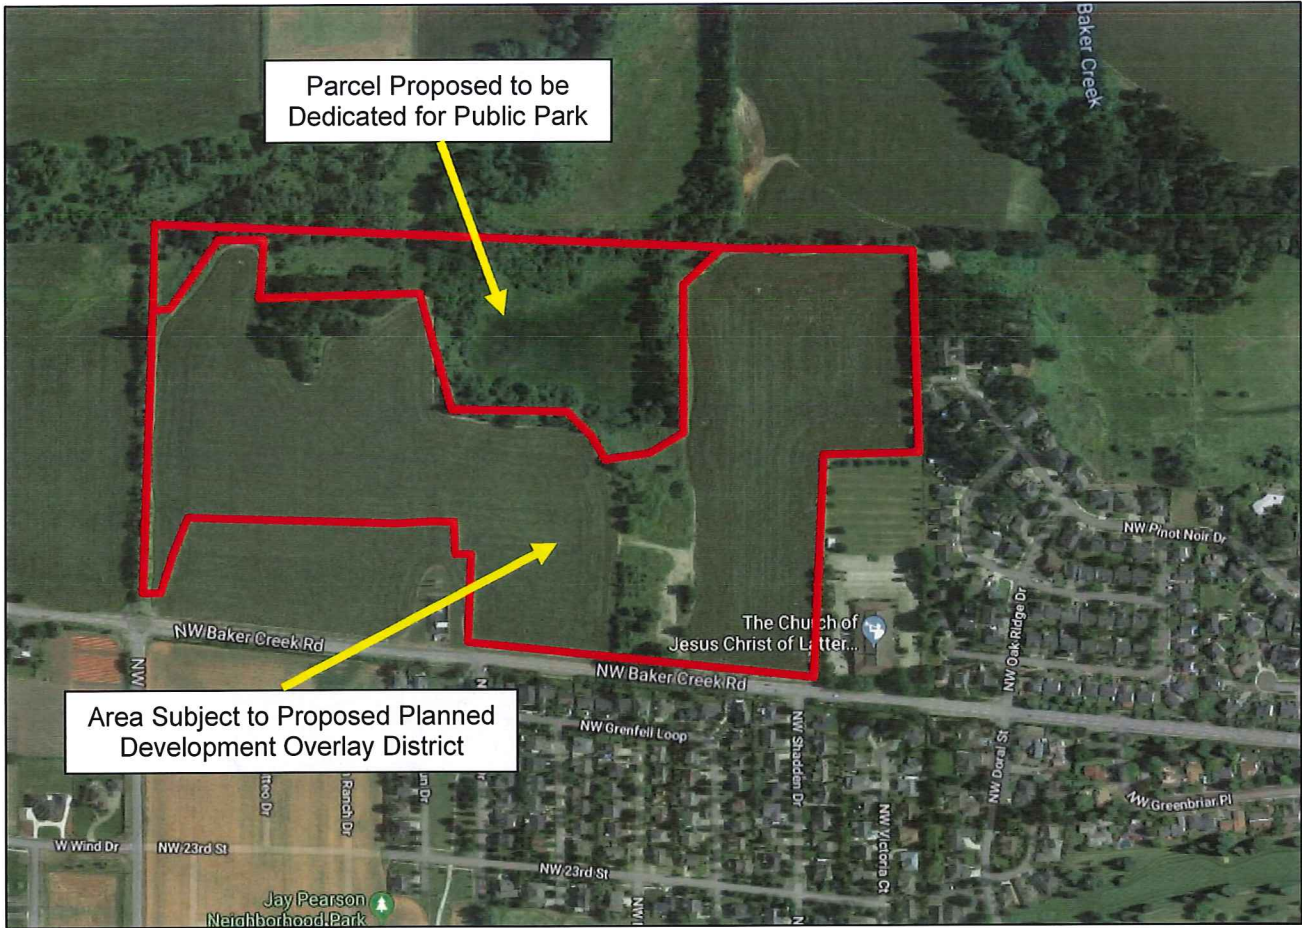 Baker Creek
Parcel Proposed to be
Dedicated for Public Park
NW Pinot Noir Dr
The Church of
Jesus Christ of Latter...
NW Oak Ridge Dr
NW Baker Creek Rd
NW Baker Creek Rd
NW
Area Subject to Proposed Planned
Development Overlay District
NW Grenfell Loop
NW Shadden Dr
NW Doral St
NW Greenbriar Pl
NW Victoria Ct
Ranch Dr
W Wind Dr
NW 23rd St
NW 23rd St
Jay Pearson
Neighborhood Park